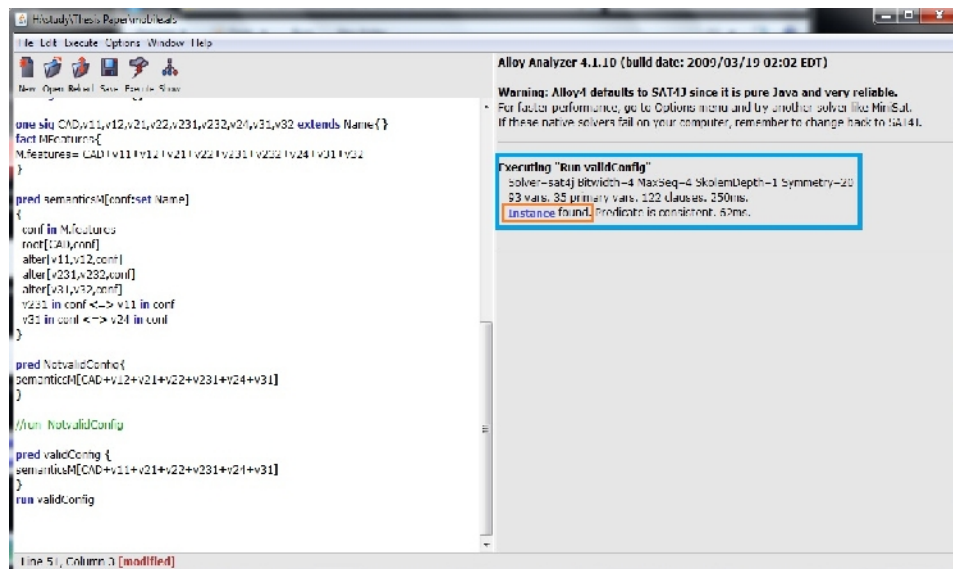 H:\study\Thesis Paper\mobile.als
File Edit Execute Options Window Help
New Open Reload Save Execute Show
one sig CAD,v11,v12,v21,v22,v231,v232,v24,v31,v32 extends Name{}
fact MFeatures{
M.features= CAD+v11+v12+v21+v22+v231+v232+v24+v31+v32
}
pred semanticsM[conf:set Name]
{
conf in M.features
root[CAD,conf]
alter[v11,v12,conf]
alter[v231,v232,conf]
alter[v31,v32,conf]
v231 in conf <=> v11 in conf
v31 in conf <=> v24 in conf
}
pred NotvalidConfig{
semanticsM[CAD+v12+v21+v22+v231+v24+v31]
}
//run NotvalidConfig
pred validConfig {
semanticsM[CAD+v11+v21+v22+v231+v24+v31]
}
run validConfig
Line 51, Column 3 [modified]
Alloy Analyzer 4.1.10 (build date: 2009/03/19 02:02 EDT)
Warning: Alloy4 defaults to SAT4J since it is pure Java and very reliable.
For faster performance, go to Options menu and try another solver like MiniSat.
If these native solvers fail on your computer, remember to change back to SAT4J.
Executing "Run validConfig"
Solver=sat4j Bitwidth=4 MaxSeq=4 SkolemDepth=1 Symmetry=20
93 vars. 35 primary vars. 122 clauses. 250ms.
Instance found. Predicate is consistent. 62ms.